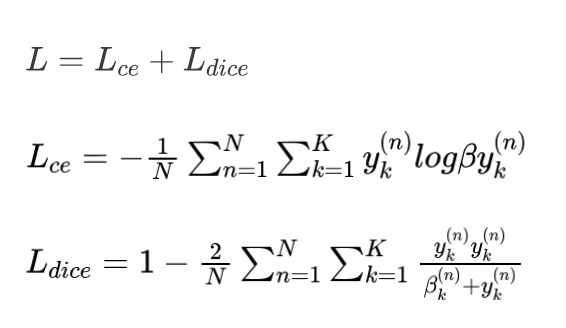 L = L_{ce} + L_{dice}
L_{ce} = -\frac{1}{N} \sum_{n=1}^{N} \sum_{k=1}^{K} y_k^{(n)} log \beta y_k^{(n)}
L_{dice} = 1 - \frac{2}{N} \sum_{n=1}^{N} \sum_{k=1}^{K} \frac{y_k^{(n)} y_k^{(n)}}{\beta_k^{(n)} + y_k^{(n)}}